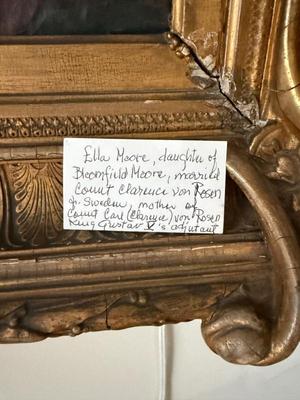 Ella Moore, daughter of
Bloomfield Moore, married
Count Clarence von Rosen
of Sweden, mother of
Count Carl (Clarence) von Rosen
King Gustav V's adjutant